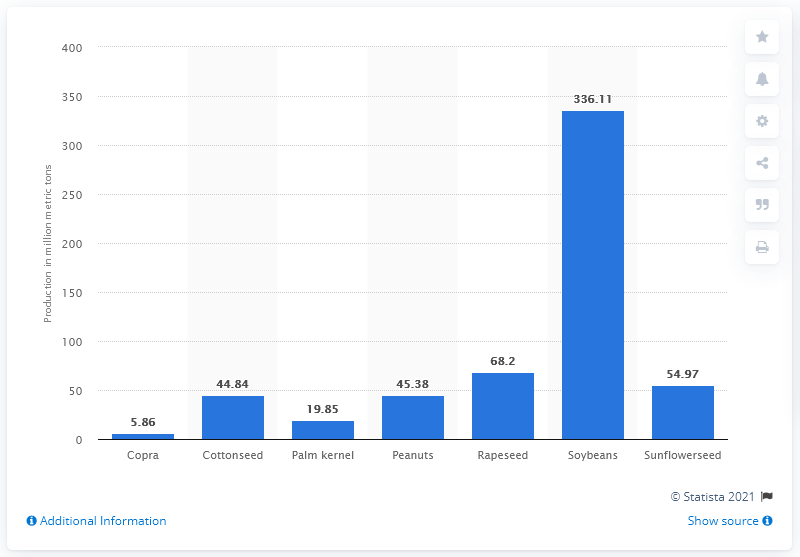 400
350
300
250
200
150
100
50
0
Production in million metric tons
5.86
44.84
19.85
45.38
68.2
336.11
54.97
Copra
Cottonseed
Palm kernel
Peanuts
Rapeseed
Soybeans
Sunflowerseed
© Statista 2021
Additional Information
Show source